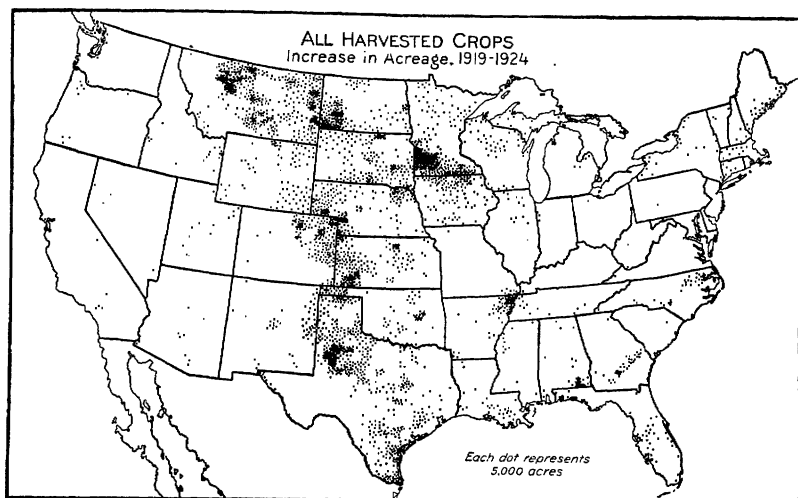 ALL HARVESTED CROPS
Increase in Acreage, 1919-1924
Each dot represents
5,000 acres